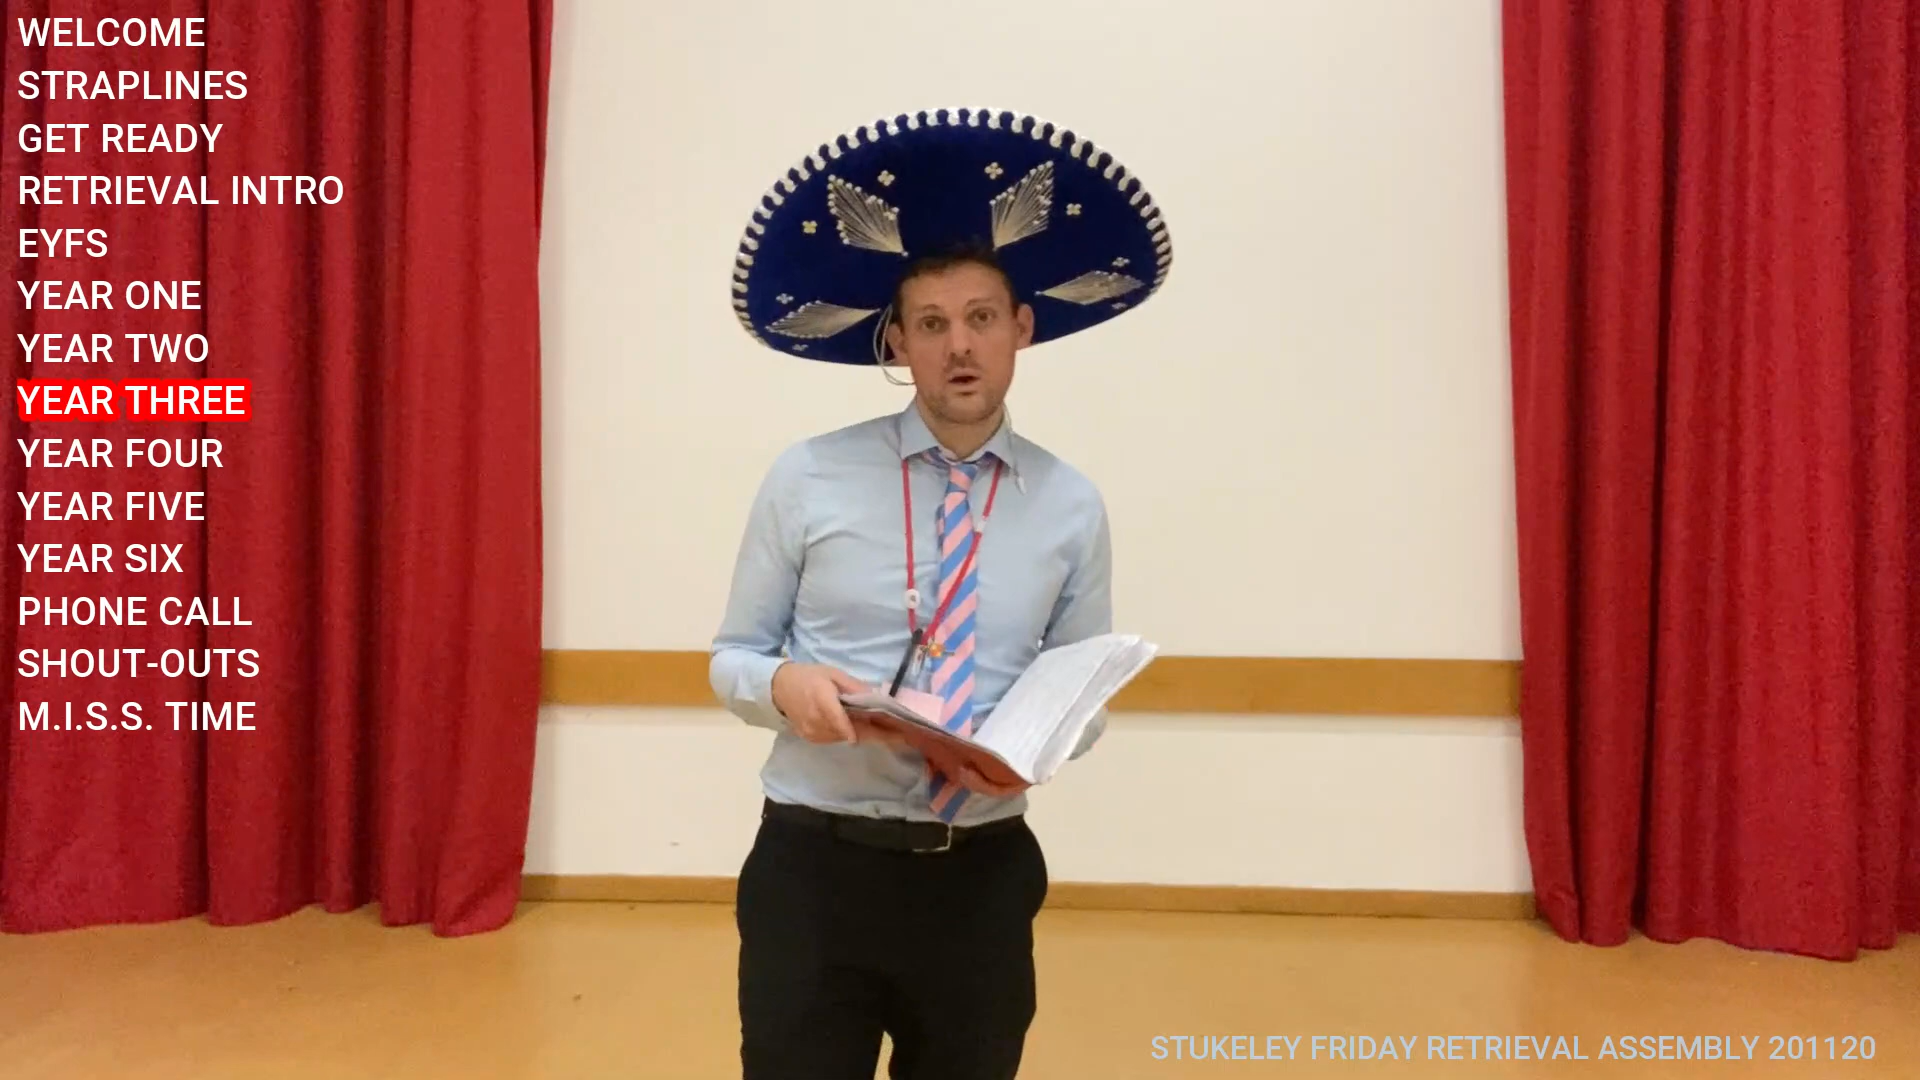 WELCOME
STRAPLINES
GET READY
RETRIEVAL INTRO
EYFS
YEAR ONE
YEAR TWO
YEAR THREE
YEAR FOUR
YEAR FIVE
YEAR SIX
PHONE CALL
SHOUT-OUTS
M.I.S.S. TIME
STUKELEY FRIDAY RETRIEVAL ASSEMBLY 201120